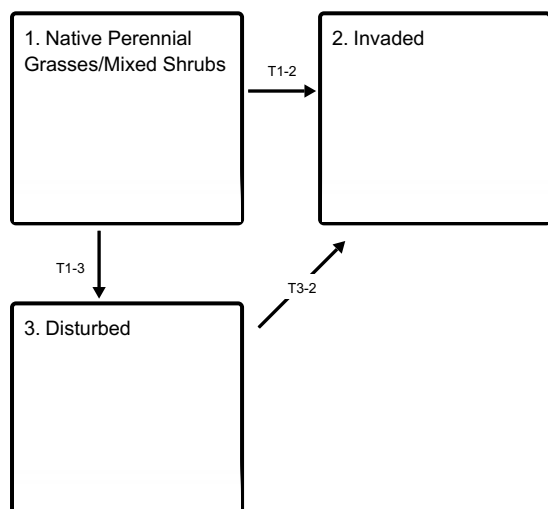 1. Native Perennial
Grasses/Mixed Shrubs
T1-2
2. Invaded
T1-3
T3-2
3. Disturbed